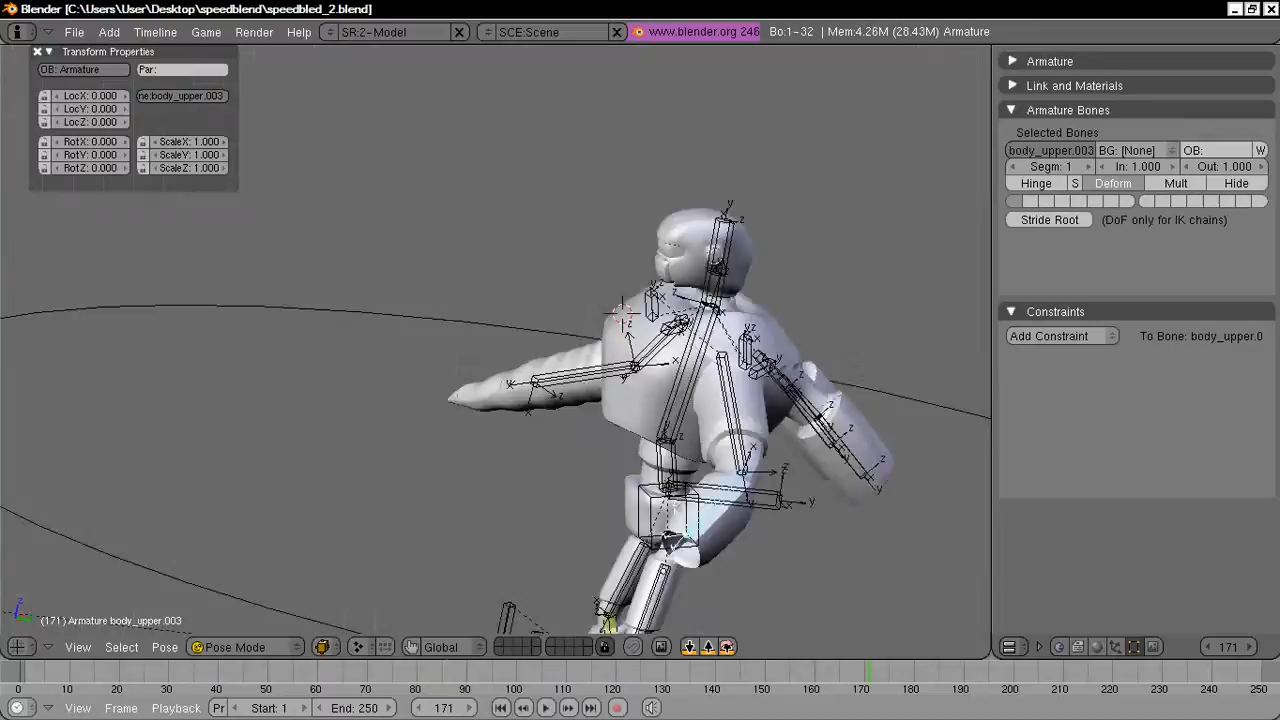 Blender [C:\Users\User\Desktop\speedblend\speedbled_2.blend]
File Add Timeline Game Render Help SR:2-Model SCE:Scene www.blender.org 246 Bo:1-32 | Mem:4.26M (28.43M) Armature
Transform Properties
OB: Armature Par:
LocX: 0.000 ne:body_upper.003
LocY: 0.000
LocZ: 0.000
RotX: 0.000 ScaleX: 1.000
RotY: 0.000 ScaleY: 1.000
RotZ: 0.000 ScaleZ: 1.000
Armature
Link and Materials
Armature Bones
Selected Bones
body_upper.003 BG: [None] OB: W
Segm: 1 In: 1.000 Out: 1.000
Hinge S Deform Mult Hide
Stride Root (DoF only for IK chains)
Constraints
Add Constraint To Bone: body_upper.0
(171) Armature body_upper.003
View Select Pose Pose Mode Global 171
0 10 20 30 40 50 60 70 80 90 100 110 120 130 140 150 160 170 180 190 200 210 220 230 240 250
View Frame Playback Pr Start: 1 End: 250 171